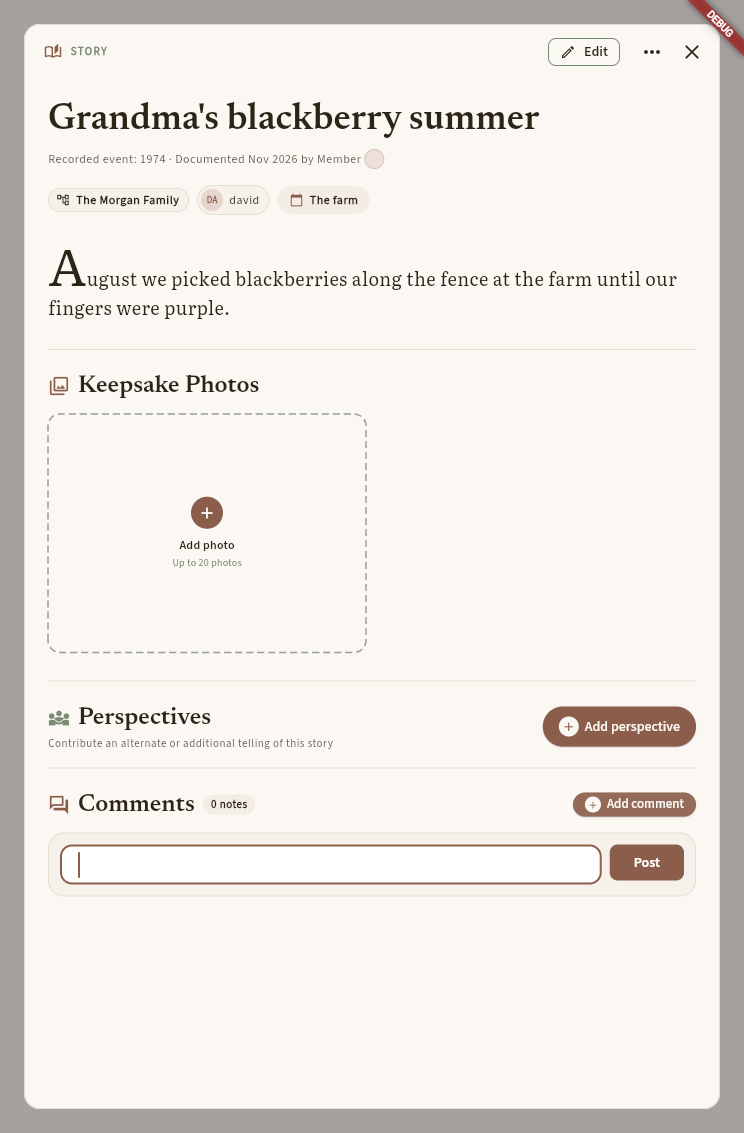 DEBUG
STORY
Edit
Grandma's blackberry summer
Recorded event: 1974 · Documented Nov 2026 by Member
The Morgan Family
DA
david
The farm
August we picked blackberries along the fence at the farm until our
fingers were purple.
Keepsake Photos
Add photo
Up to 20 photos
Perspectives
Contribute an alternate or additional telling of this story
Add perspective
Comments
0 notes
Add comment
Post